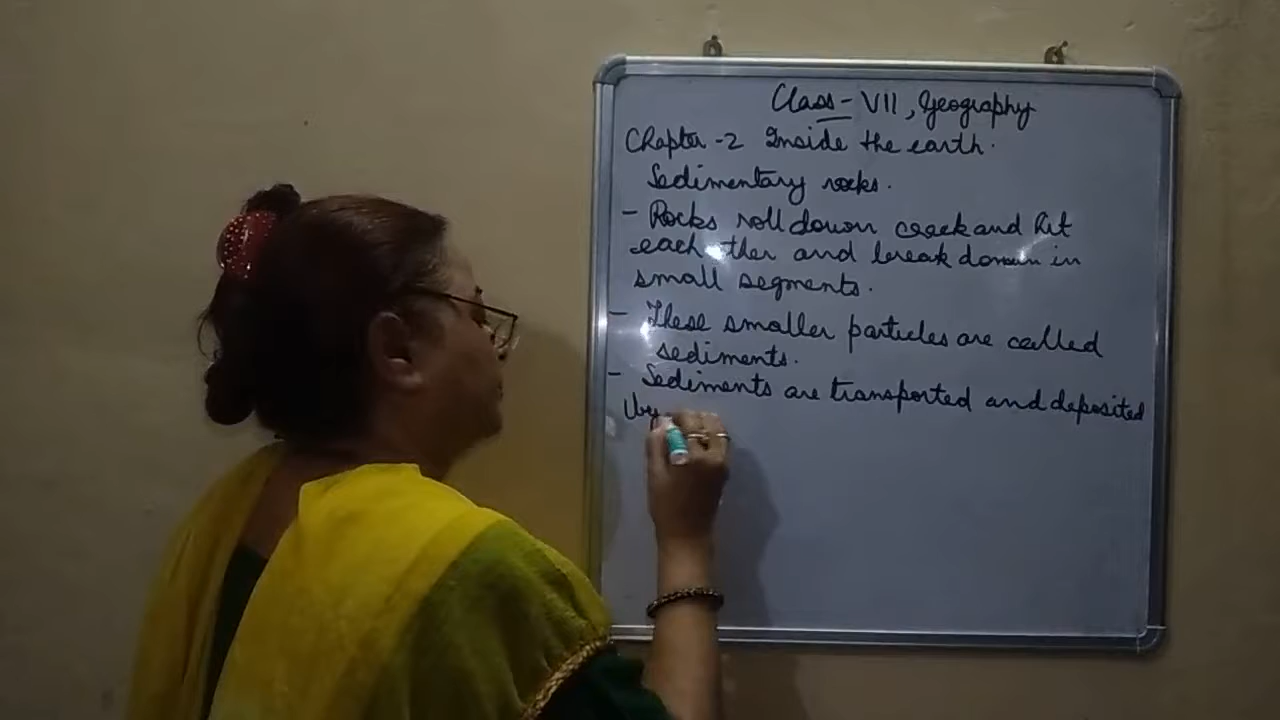 Class - VII, Geography
Chapter - 2 Inside the earth.
Sedimentary rocks.
- Rocks roll down crack and hit
each other and break down in
small segments.
- These smaller particles are called
sediments.
- Sediments are transported and deposited
by